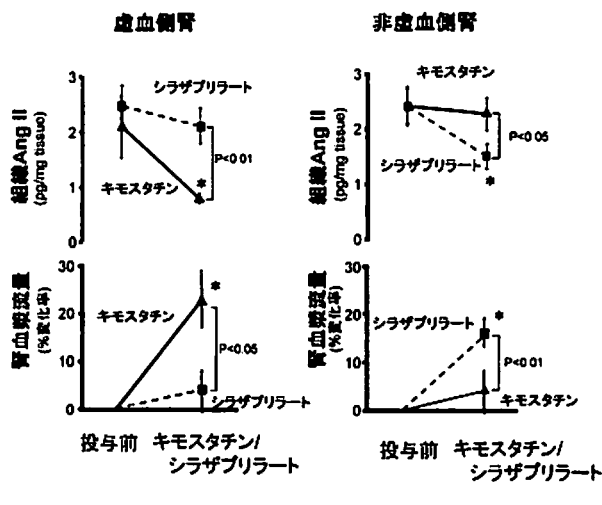 虚血側腎
非虚血側腎
3
2
1
0
組織Ang II
(pg/mg tissuo)
シラザプリラート
P<0 01
キモスタチン
*
3
2
1
0
組織Ang II
(pg/mg tissuo)
キモスタチン
P<0 05
シラザプリラート
*
30
20
10
0
腎血漿流量
(%変化率)
キモスタチン
*
P<0.05
シラザプリラート
30
20
10
0
腎血漿流量
(%変化率)
シラザプリラート
*
P<0 01
キモスタチン
投与前 キモスタチン/
シラザプリラート
投与前 キモスタチン/
シラザプリラート